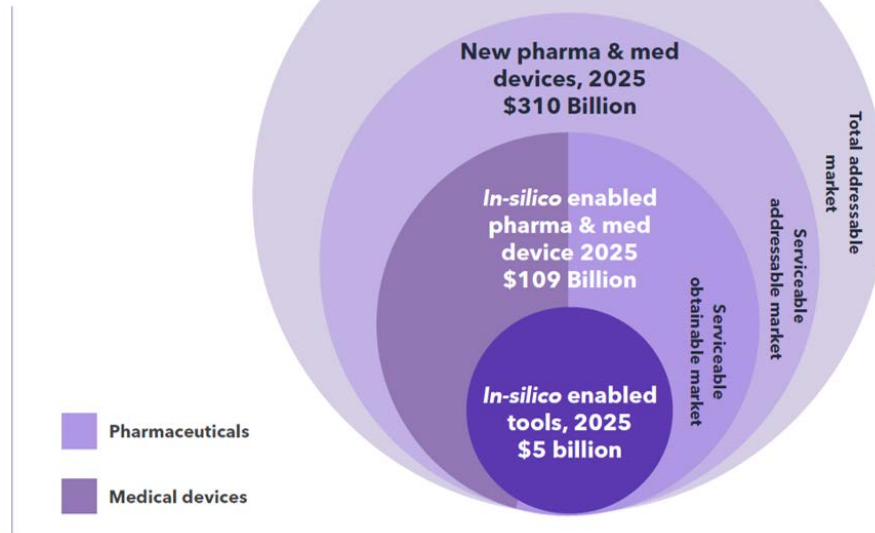 New pharma & med
devices, 2025
$310 Billion
In-silico enabled
pharma & med
device 2025
$109 Billion
In-silico enabled
tools, 2025
$5 billion
Total addressable
market
Serviceable
addressable market
Serviceable
obtainable market
Pharmaceuticals
Medical devices